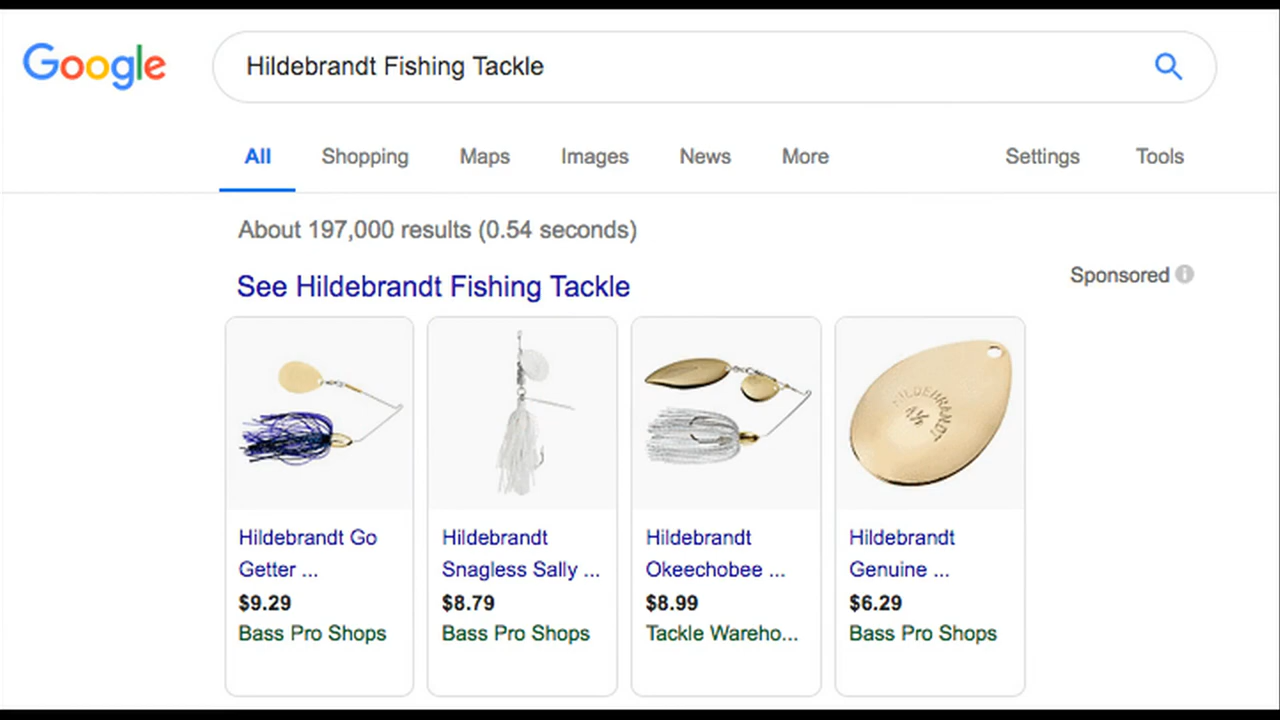 Google
Hildebrandt Fishing Tackle
All Shopping Maps Images News More Settings Tools
About 197,000 results (0.54 seconds)
See Hildebrandt Fishing Tackle
Sponsored
HILDEBRANDT
Hildebrandt Go
Getter ...
$9.29
Bass Pro Shops
Hildebrandt
Snagless Sally ...
$8.79
Bass Pro Shops
Hildebrandt
Okeechobee ...
$8.99
Tackle Wareho...
Hildebrandt
Genuine ...
$6.29
Bass Pro Shops